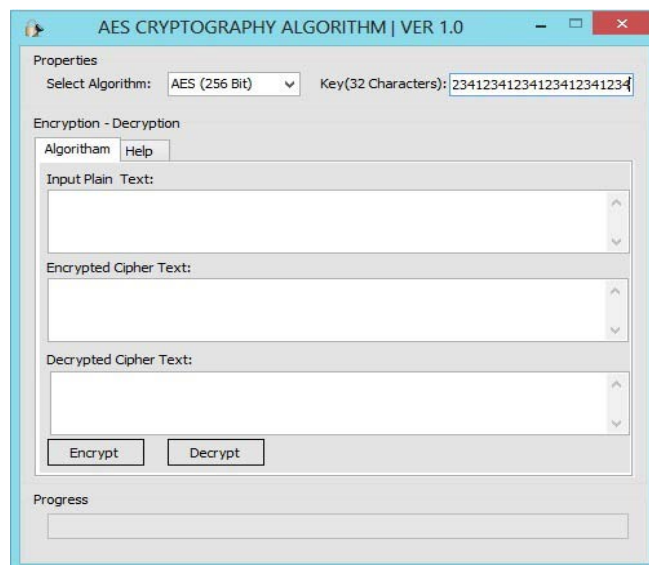 AES CRYPTOGRAPHY ALGORITHM | VER 1.0
Properties
Select Algorithm: AES (256 Bit) Key(32 Characters): 23412341234123412341234
Encryption - Decryption
Algoritham Help
Input Plain Text:
Encrypted Cipher Text:
Decrypted Cipher Text:
Encrypt Decrypt
Progress